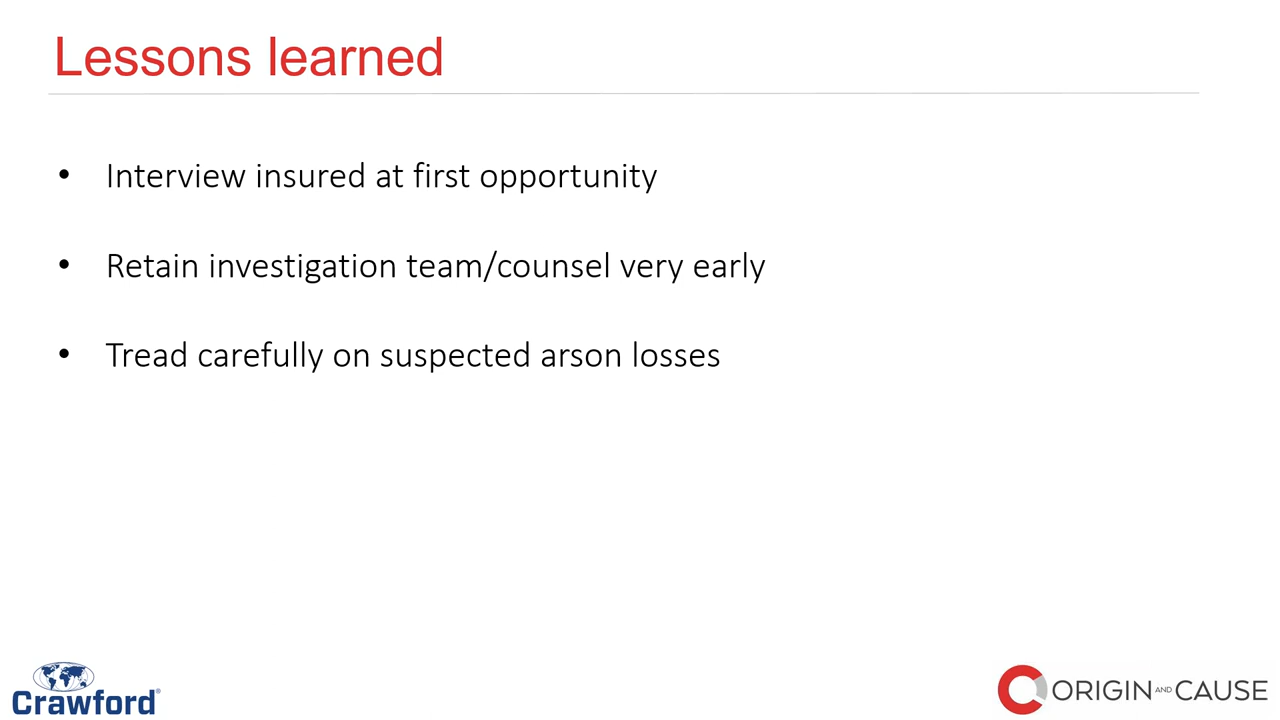 Lessons learned
• Interview insured at first opportunity
• Retain investigation team/counsel very early
• Tread carefully on suspected arson losses
Crawford®
ORIGIN AND CAUSE